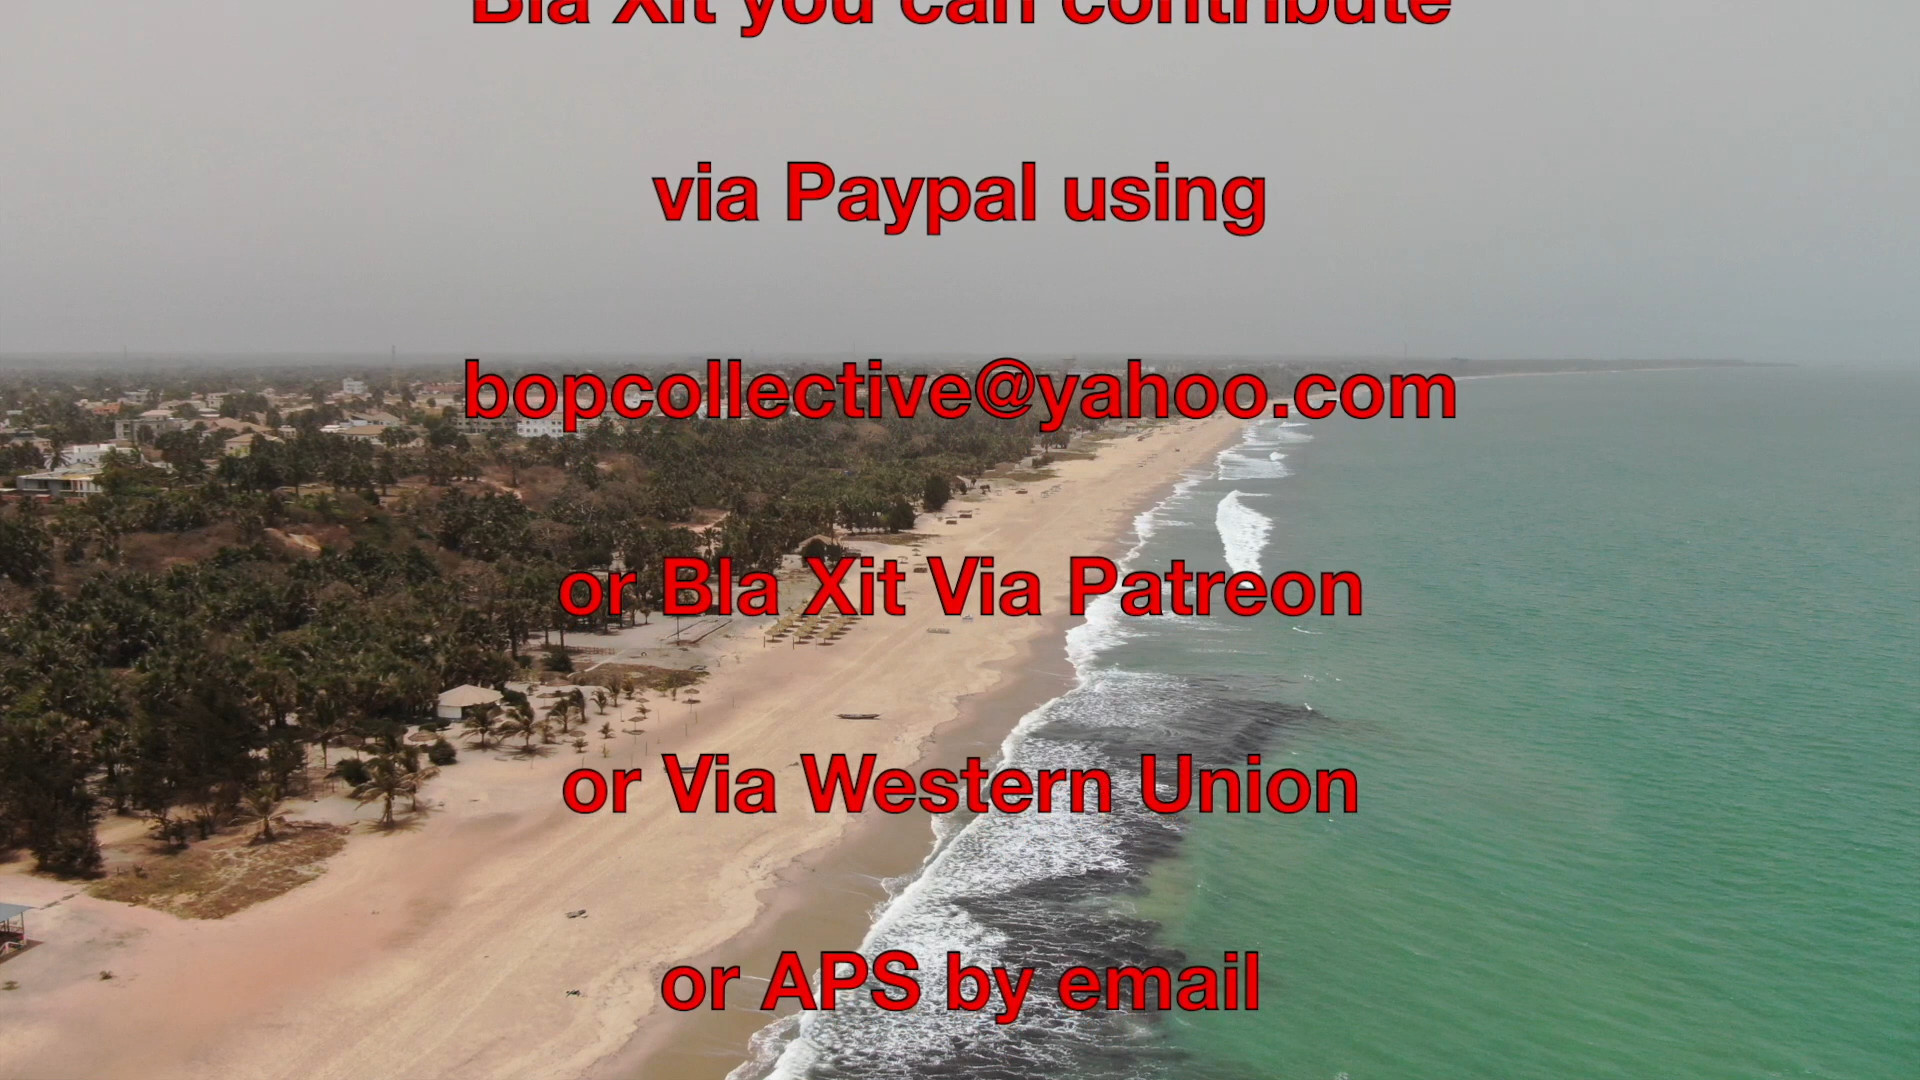 Bla Xit you can contribute
via Paypal using
bopcollective@yahoo.com
or Bla Xit Via Patreon
or Via Western Union
or APS by email